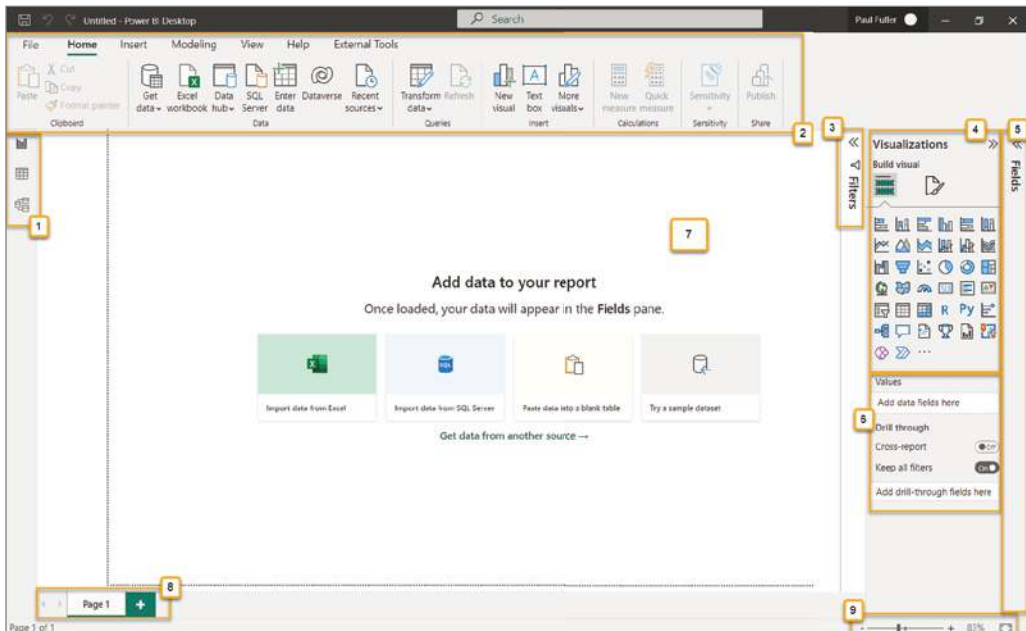 Untitled - Power BI Desktop
Search
Paul Fuller
File Home Insert Modeling View Help External Tools
Paste
Cut
Copy
Format painter
Clipboard
Get data
Excel workbook
Data hub
SQL Server
Enter data
Dataverse
Recent sources
Data
Transform data
Refresh
Queries
New visual
Text box
More visuals
Insert
New measure
Quick measure
Calculations
Sensitivity
Sensitivity
Publish
Share
2
1
3
Filters
4
Visualizations
Build visual
R Py
5
Fields
7
Add data to your report
Once loaded, your data will appear in the Fields pane.
Import data from Excel
SQL
Import data from SQL Server
Paste data into a blank table
Try a sample dataset
Get data from another source →
6
Values
Add data fields here
Drill through
Cross-report
Off
Keep all filters
On
Add drill-through fields here
8
Page 1
+
9
Page 1 of 1
- + 83%